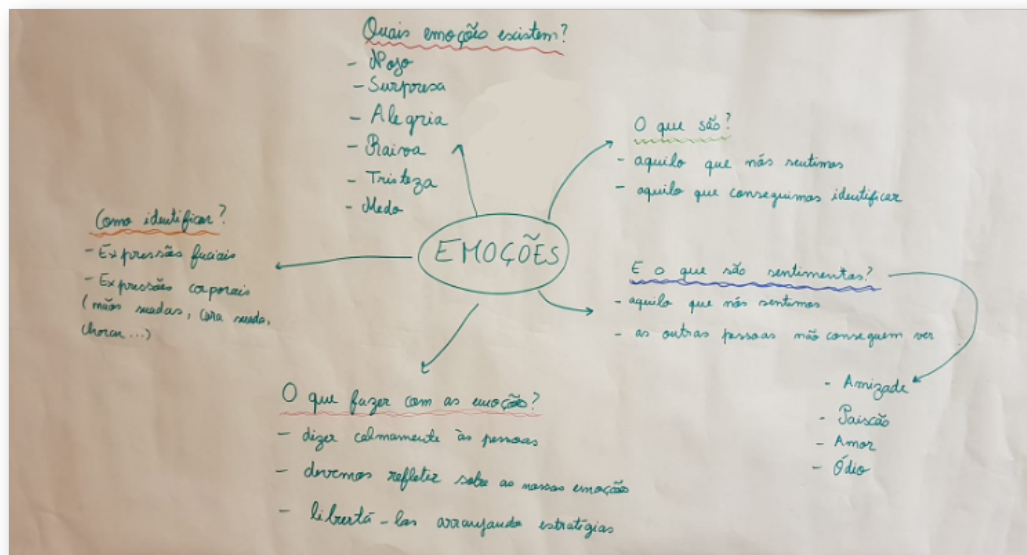 Quais emoções existem?
- Nojo
- Surpresa
- Alegria
- Raiva
- Tristeza
- Medo
O que são?
- aquilo que nós sentimos
- aquilo que conseguimos identificar
Como identificar?
- Expressões faciais
- Expressões corporais
(mãos suadas, cara suada,
chorar...)
EMOÇÕES
E o que são sentimentos?
- aquilo que nós sentimos
- as outras pessoas não conseguem ver
- Amizade
- Paixão
- Amor
- Ódio
O que fazer com as emoção?
- dizer calmamente às pessoas
- devemos refletir sobre as nossas emoção
- libertá-las arranjando estratégias